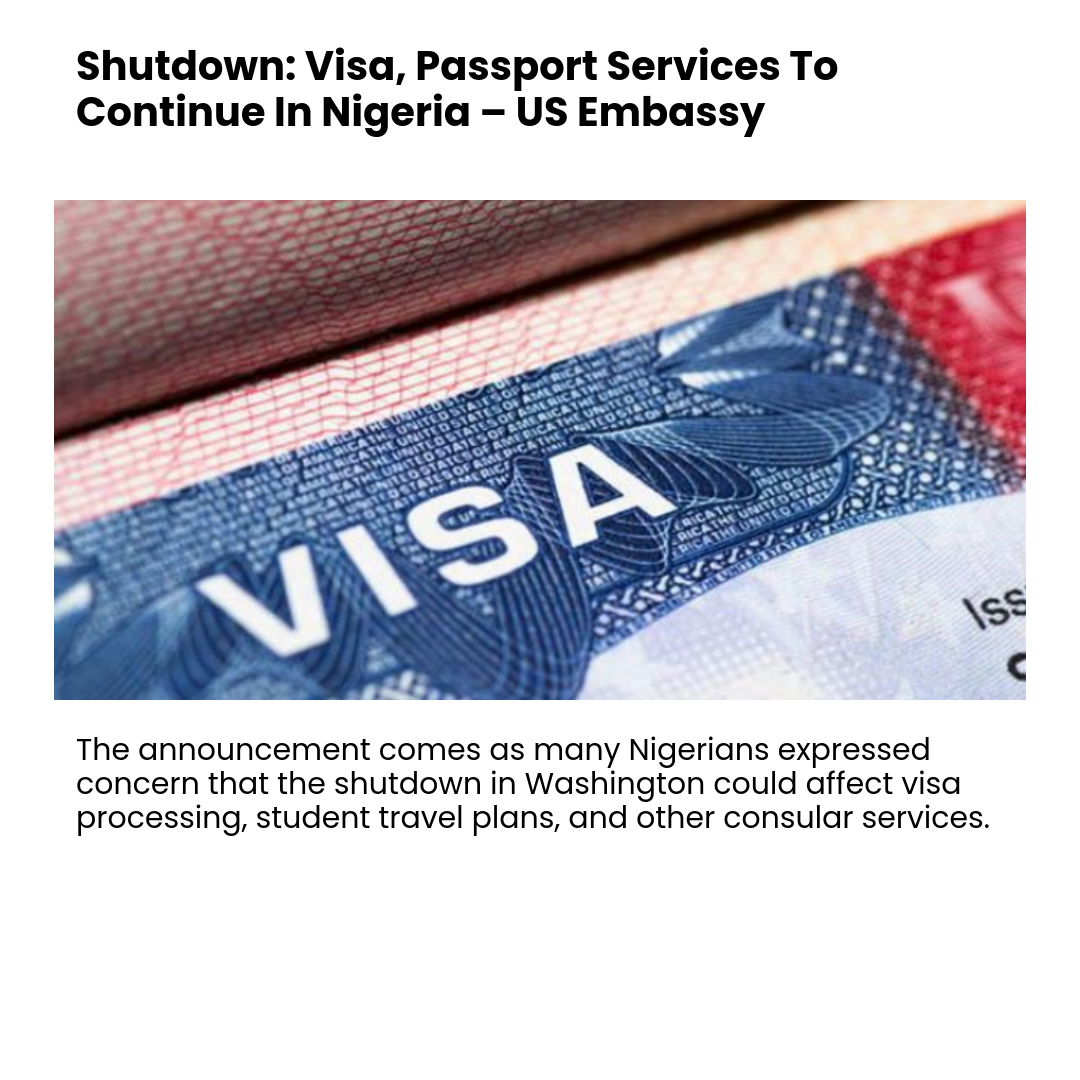 Shutdown: Visa, Passport Services To
Continue In Nigeria – US Embassy
VISA
Iss
The announcement comes as many Nigerians expressed
concern that the shutdown in Washington could affect visa
processing, student travel plans, and other consular services.